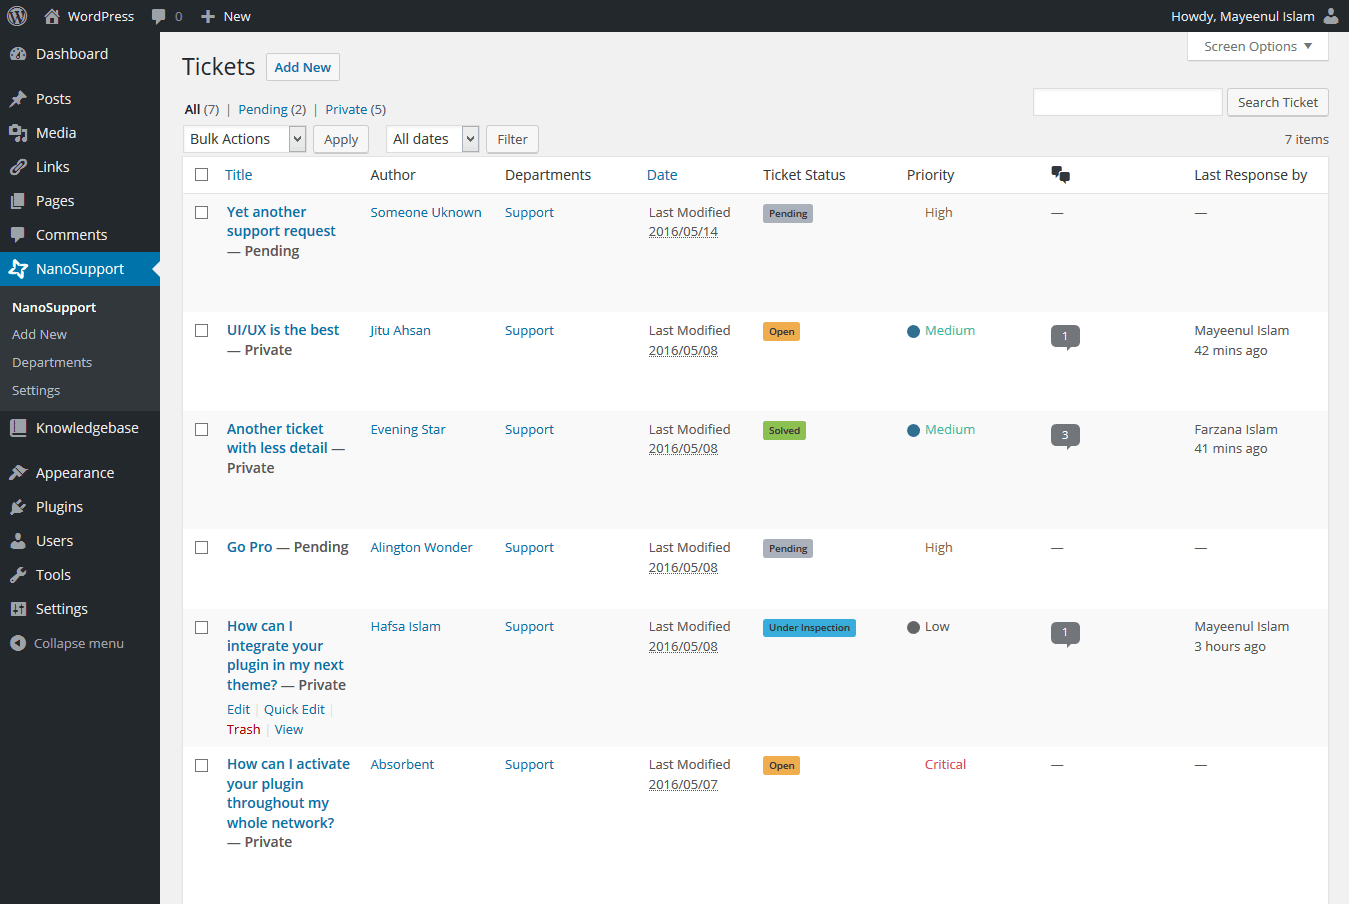 WordPress 0 New Howdy, Mayeenul Islam
Dashboard
Posts
Media
Links
Pages
Comments
NanoSupport
NanoSupport
Add New
Departments
Settings
Knowledgebase
Appearance
Plugins
Users
Tools
Settings
Collapse menu
Screen Options
Tickets Add New
All (7) | Pending (2) | Private (5)
Search Ticket
Bulk Actions Apply All dates Filter
7 items
Title Author Departments Date Ticket Status Priority Last Response by
Yet another Someone Uknown Support Last Modified Pending High — —
support request 2016/05/14
— Pending
UI/UX is the best Jitu Ahsan Support Last Modified Open Medium 1 Mayeenul Islam
— Private 2016/05/08 42 mins ago
Another ticket Evening Star Support Last Modified Solved Medium 3 Farzana Islam
with less detail — 2016/05/08 41 mins ago
Private
Go Pro — Pending Alington Wonder Support Last Modified Pending High — —
2016/05/08
How can I Hafsa Islam Support Last Modified Under Inspection Low 1 Mayeenul Islam
integrate your 2016/05/08 3 hours ago
plugin in my next
theme? — Private
Edit | Quick Edit |
Trash | View
How can I activate Absorbent Support Last Modified Open Critical — —
your plugin 2016/05/07
throughout my
whole network?
— Private